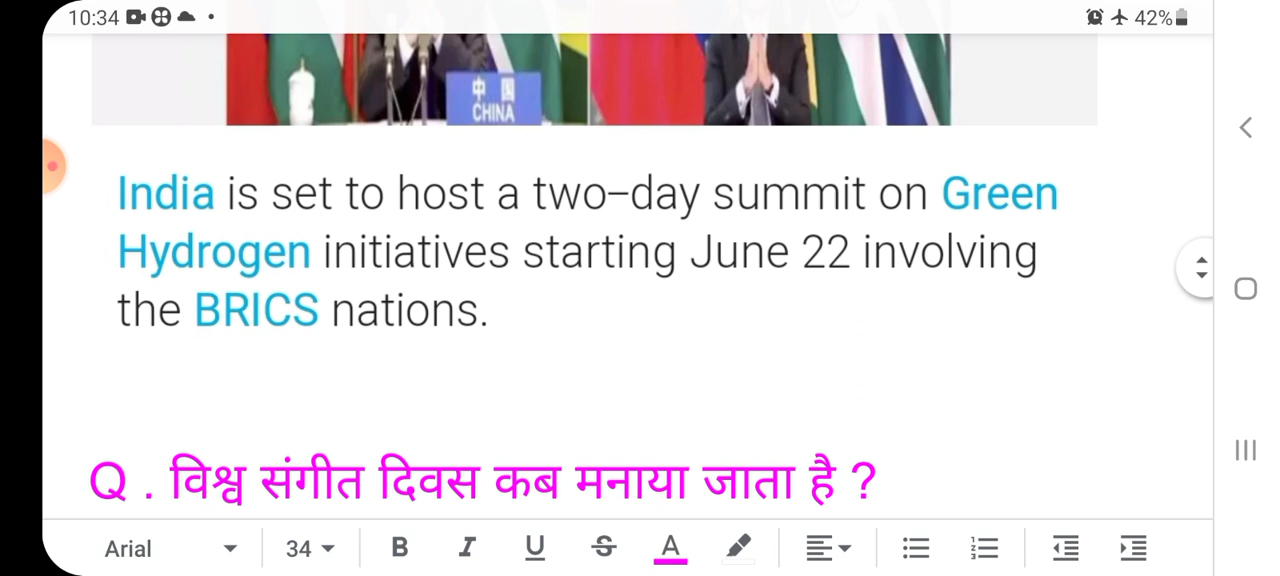 10:34
42%
中 国
CHINA
India is set to host a two–day summit on Green
Hydrogen initiatives starting June 22 involving
the BRICS nations.
Q . विश्व संगीत दिवस कब मनाया जाता है ?
Arial 34 B I U S A